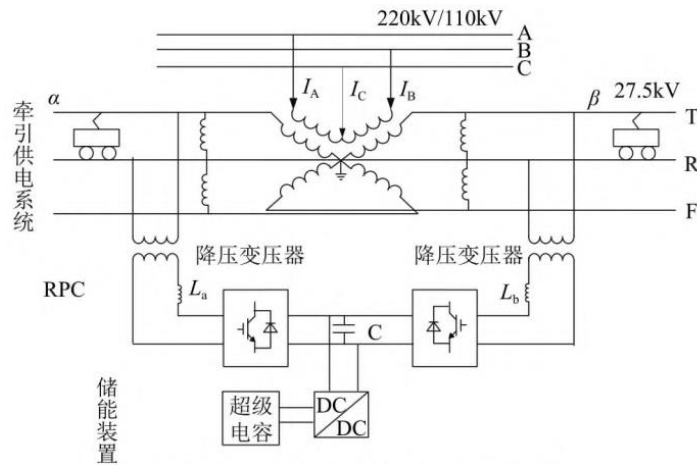 220kV/110kV
A
B
C
I_A
I_C
I_B
α
β
27.5kV
T
R
F
牵引供电系统
降压变压器
降压变压器
RPC
L_a
L_b
C
储能装置
超级
电容
DC
DC